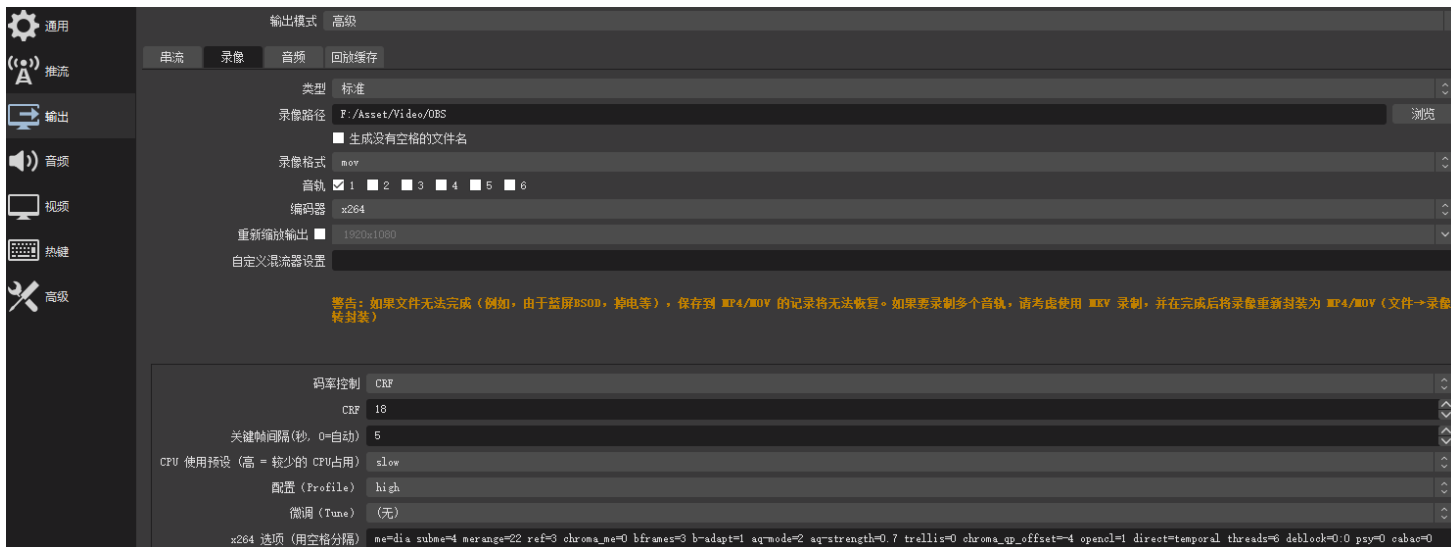 通用
推流
输出
音频
视频
热键
高级
输出模式 高级
串流 录像 音频 回放缓存
类型 标准
录像路径 F:/Asset/Video/OBS 浏览
生成没有空格的文件名
录像格式 mov
音轨 1 2 3 4 5 6
编码器 x264
重新缩放输出 1920x1080
自定义混流器设置
警告：如果文件无法完成（例如，由于蓝屏BSOD，掉电等），保存到 MP4/MOV 的记录将无法恢复。如果要录制多个音轨，请考虑使用 MKV 录制，并在完成后将录像重新封装为 MP4/MOV（文件→录像
转封装）
码率控制 CRF
CRF 18
关键帧间隔(秒, 0=自动) 5
CPU 使用预设（高 = 较少的 CPU占用） slow
配置（Profile） high
微调（Tune） （无）
x264 选项（用空格分隔） me=dia subme=4 merange=22 ref=3 chroma_me=0 bframes=3 b-adapt=1 aq-mode=2 aq-strength=0.7 trellis=0 chroma_qp_offset=-4 opencl=1 direct=temporal threads=6 deblock=0:0 psy=0 cabac=0